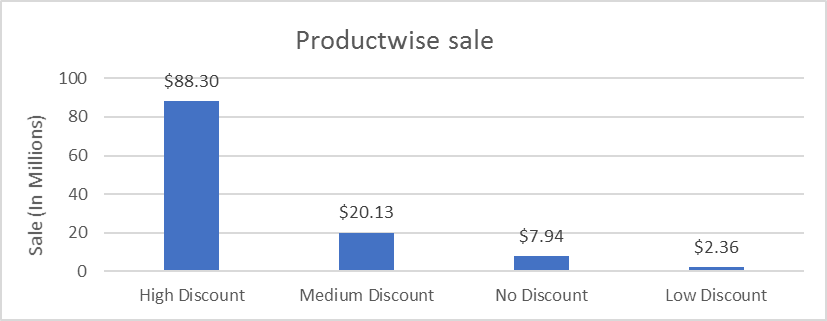 Productwise sale
Sale (In Millions)
100
80
60
40
20
0
$88.30
$20.13
$7.94
$2.36
High Discount
Medium Discount
No Discount
Low Discount